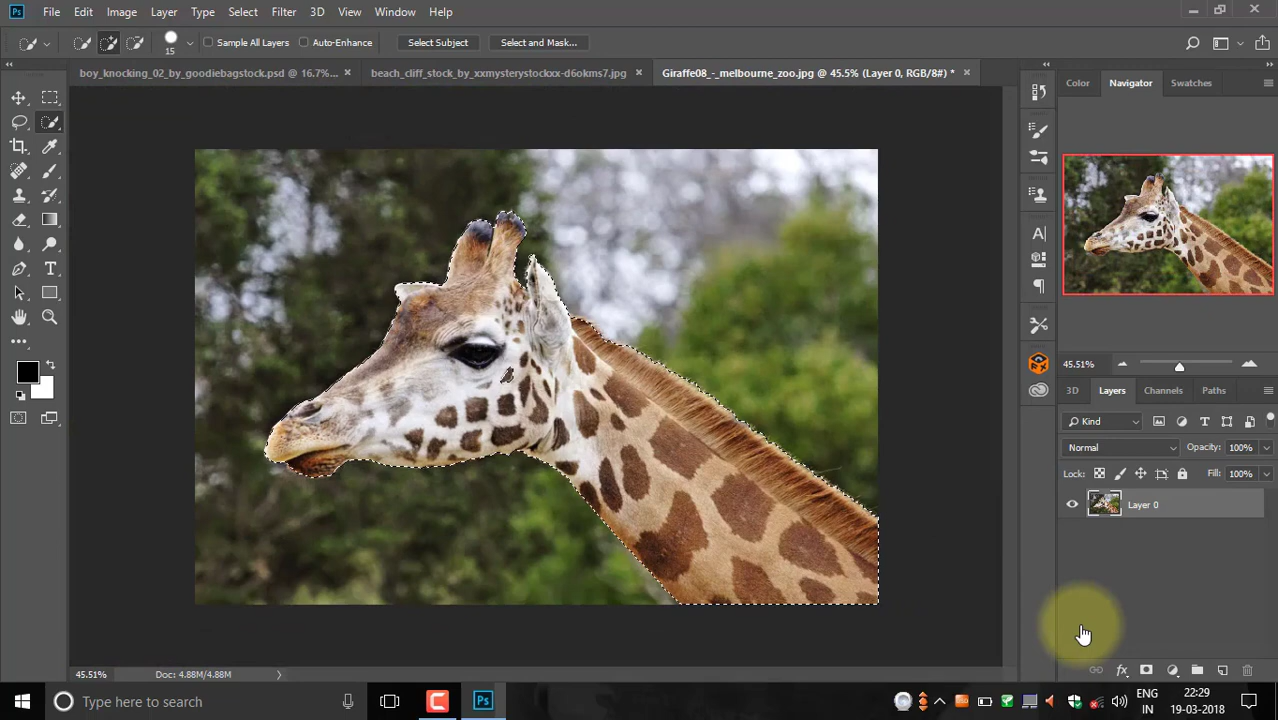 Ps File Edit Image Layer Type Select Filter 3D View Window Help
15 Sample All Layers Auto-Enhance Select Subject Select and Mask...
boy_knocking_02_by_goodiebagstock.psd @ 16.7%... × beach_cliff_stock_by_xxmysterystockxx-d6okms7.jpg × Giraffe08_-_melbourne_zoo.jpg @ 45.5% (Layer 0, RGB/8#) * ×
Color Navigator Swatches
45.51%
3D Layers Channels Paths
Kind
Normal Opacity: 100%
Lock: Fill: 100%
Layer 0
45.51% Doc: 4.88M/4.88M
Type here to search
Ps
ENG
IN
22:29
19-03-2018